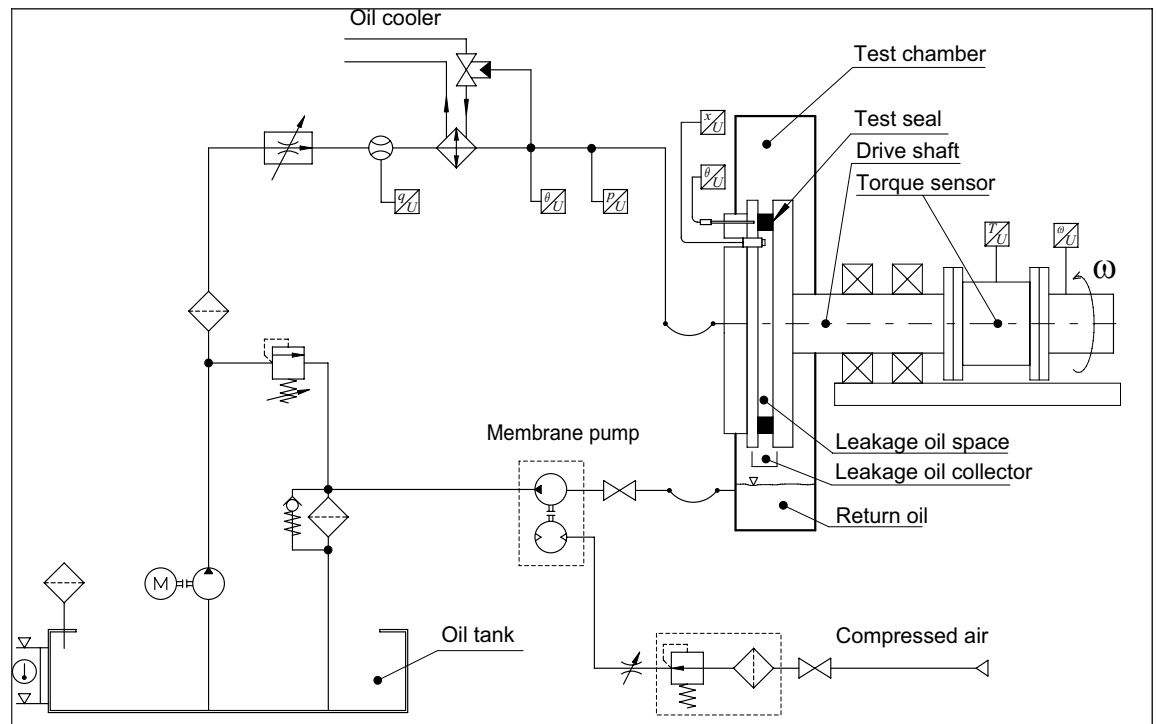 Oil cooler
Test chamber
x/U
Test seal
Drive shaft
θ/U
Torque sensor
q/U
θ/U
p/U
T/U
ω/U
ω
Membrane pump
Leakage oil space
Leakage oil collector
Return oil
M
Oil tank
Compressed air